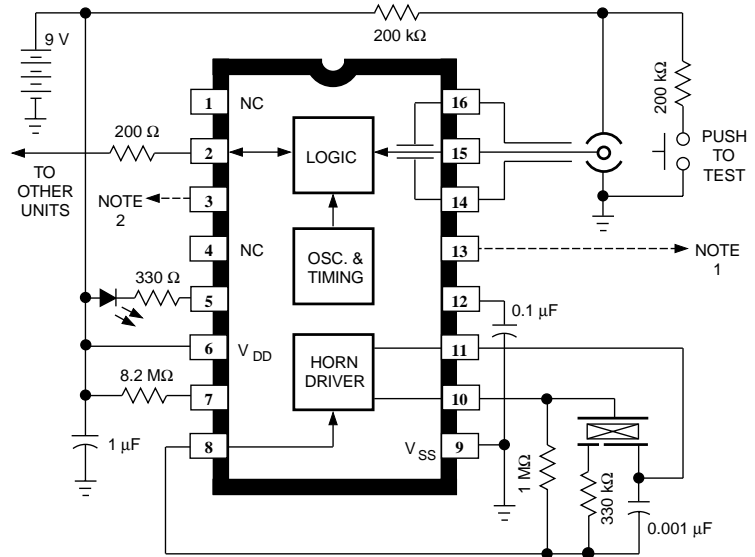 9 V
200 kΩ
200 kΩ
PUSH
TO
TEST
1
NC
16
200 Ω
2
LOGIC
15
TO
OTHER
UNITS
NOTE
2
3
14
4
NC
OSC. &
TIMING
13
NOTE
1
330 Ω
5
12
0.1 µF
6
V DD
HORN
DRIVER
11
8.2 MΩ
7
10
1 µF
8
V SS
9
1 MΩ
330 kΩ
0.001 µF